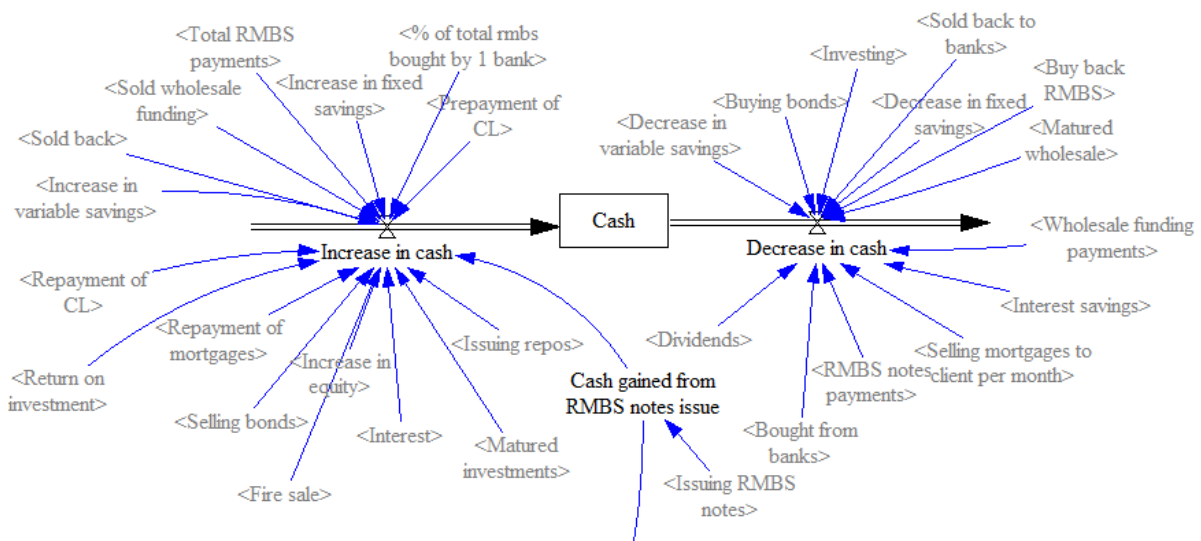 <Total RMBS
payments>
<% of total rmbs
bought by 1 bank>
<Increase in fixed
savings>
<Sold wholesale
funding>
<Prepayment of
CL>
<Sold back>
<Increase in
variable savings>
<Sold back to
banks>
<Investing>
<Buy back
RMBS>
<Buying bonds>
<Decrease in fixed
savings>
<Decrease in
variable savings>
<Matured
wholesale>
Cash
Increase in cash
Decrease in cash
<Wholesale funding
payments>
<Repayment of
CL>
<Interest savings>
<Repayment of
mortgages>
<Issuing repos>
<Dividends>
<Return on
investment>
<Increase in
equity>
Cash gained from
RMBS notes issue
<RMBS notes
payments>
<Selling mortgages to
client per month>
<Selling bonds>
<Interest>
<Matured
investments>
<Bought from
banks>
<Fire sale>
<Issuing RMBS
notes>